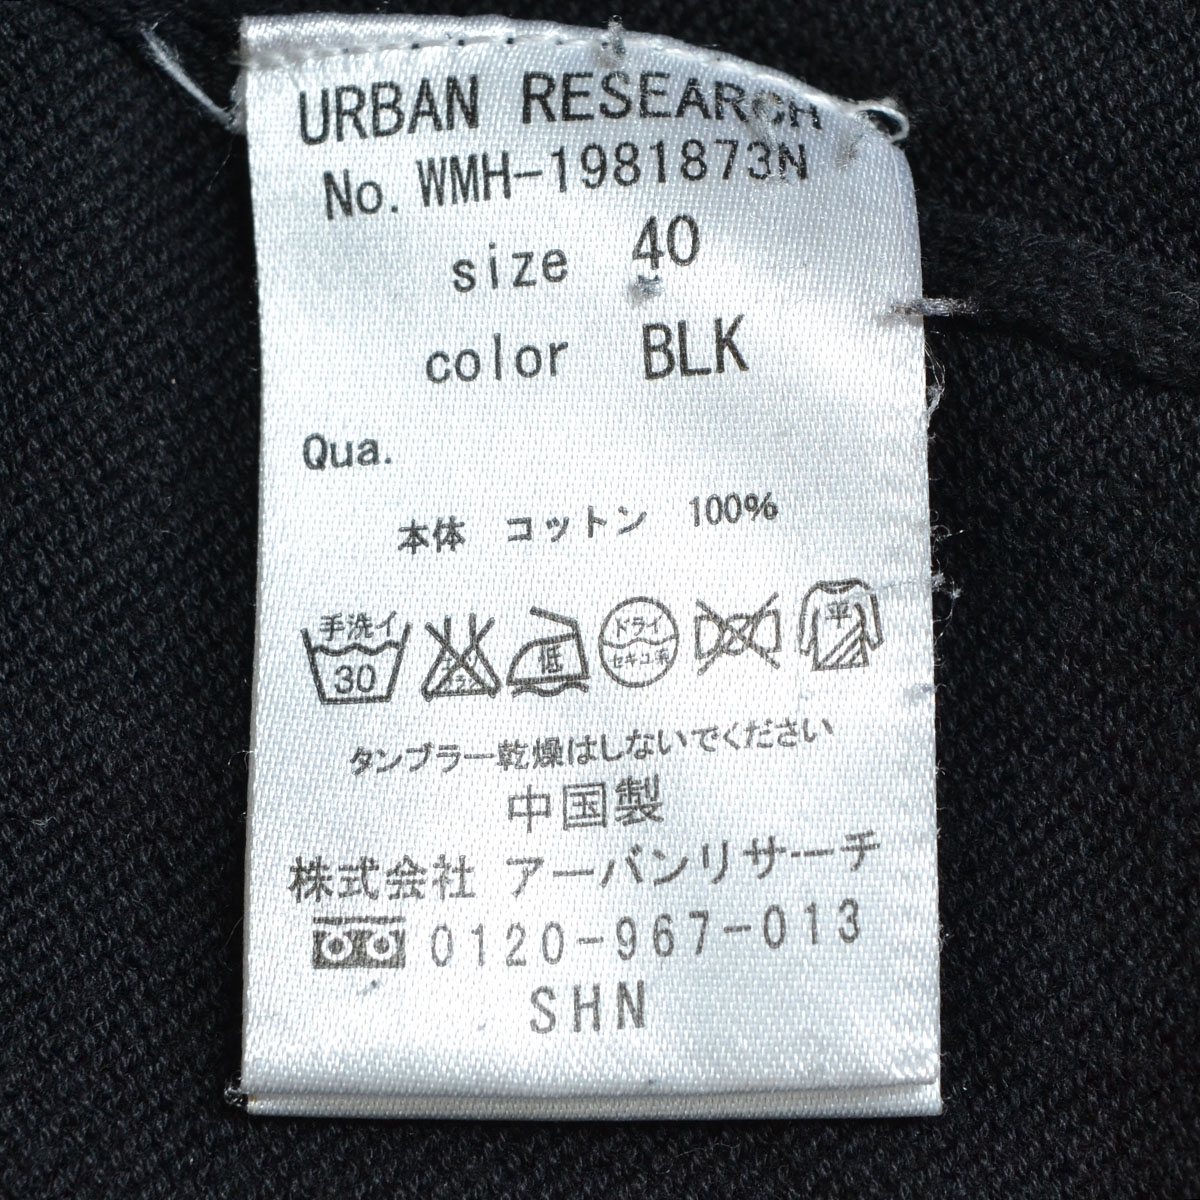 URBAN RESEARCH
No. WMH-1981873N
size 40
color BLK
Qua.
本体 コットン 100%
手洗イ 30 低 ドライ セキユ系 平
タンブラー乾燥はしないでください
中国製
株式会社 アーバンリサーチ
0120-967-013
SHN